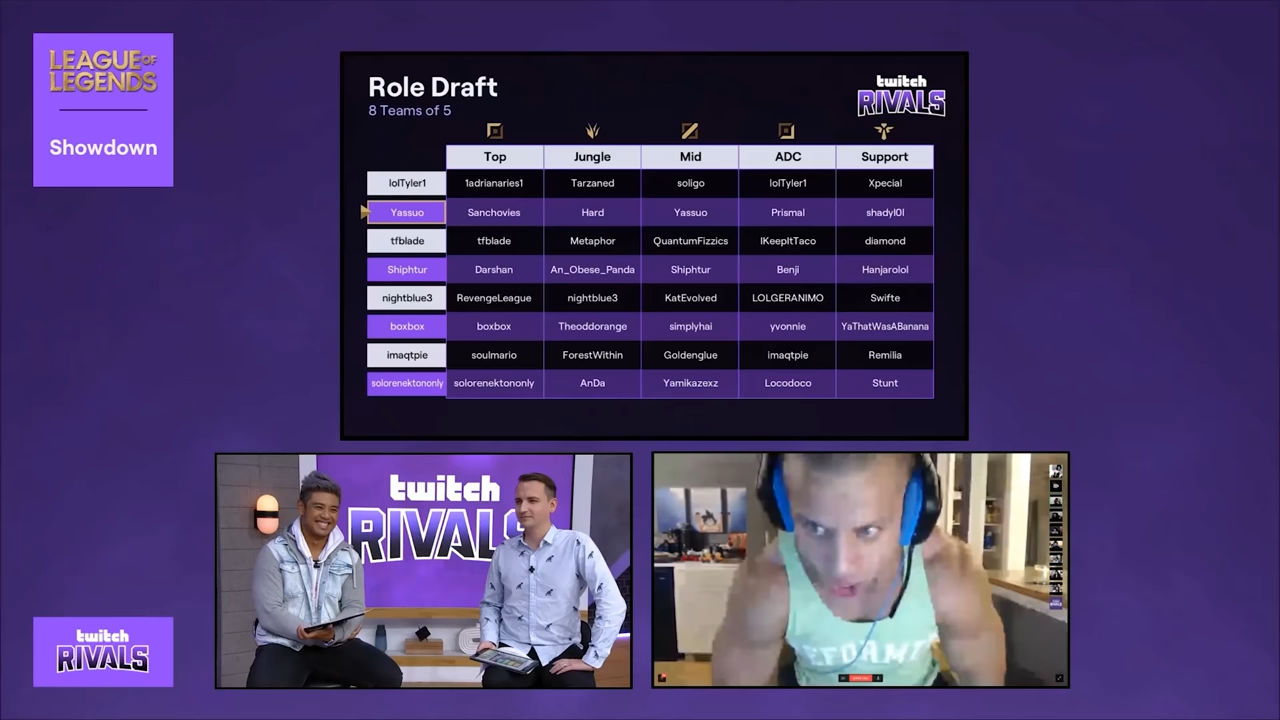 LEAGUE OF
LEGENDS
Showdown
Role Draft
8 Teams of 5
twitch
RIVALS
Top Jungle Mid ADC Support
lolTyler1 1adrianaries1 Tarzaned soligo lolTyler1 Xpecial
Yassuo Sanchovies Hard Yassuo Prismal shadyl0l
tfblade tfblade Metaphor QuantumFizzics IKeepItTaco diamond
Shiphtur Darshan An_Obese_Panda Shiphtur Benji Hanjarolol
nightblue3 RevengeLeague nightblue3 KatEvolved LOLGERANIMO Swifte
boxbox boxbox Theoddorange simplyhai yvonnie YaThatWasABanana
imaqtpie soulmario ForestWithin Goldenglue imaqtpie Remilia
solorenektononly solorenektononly AnDa Yamikazexz Locodoco Stunt
twitch
RIVALS
twitch
RIVALS